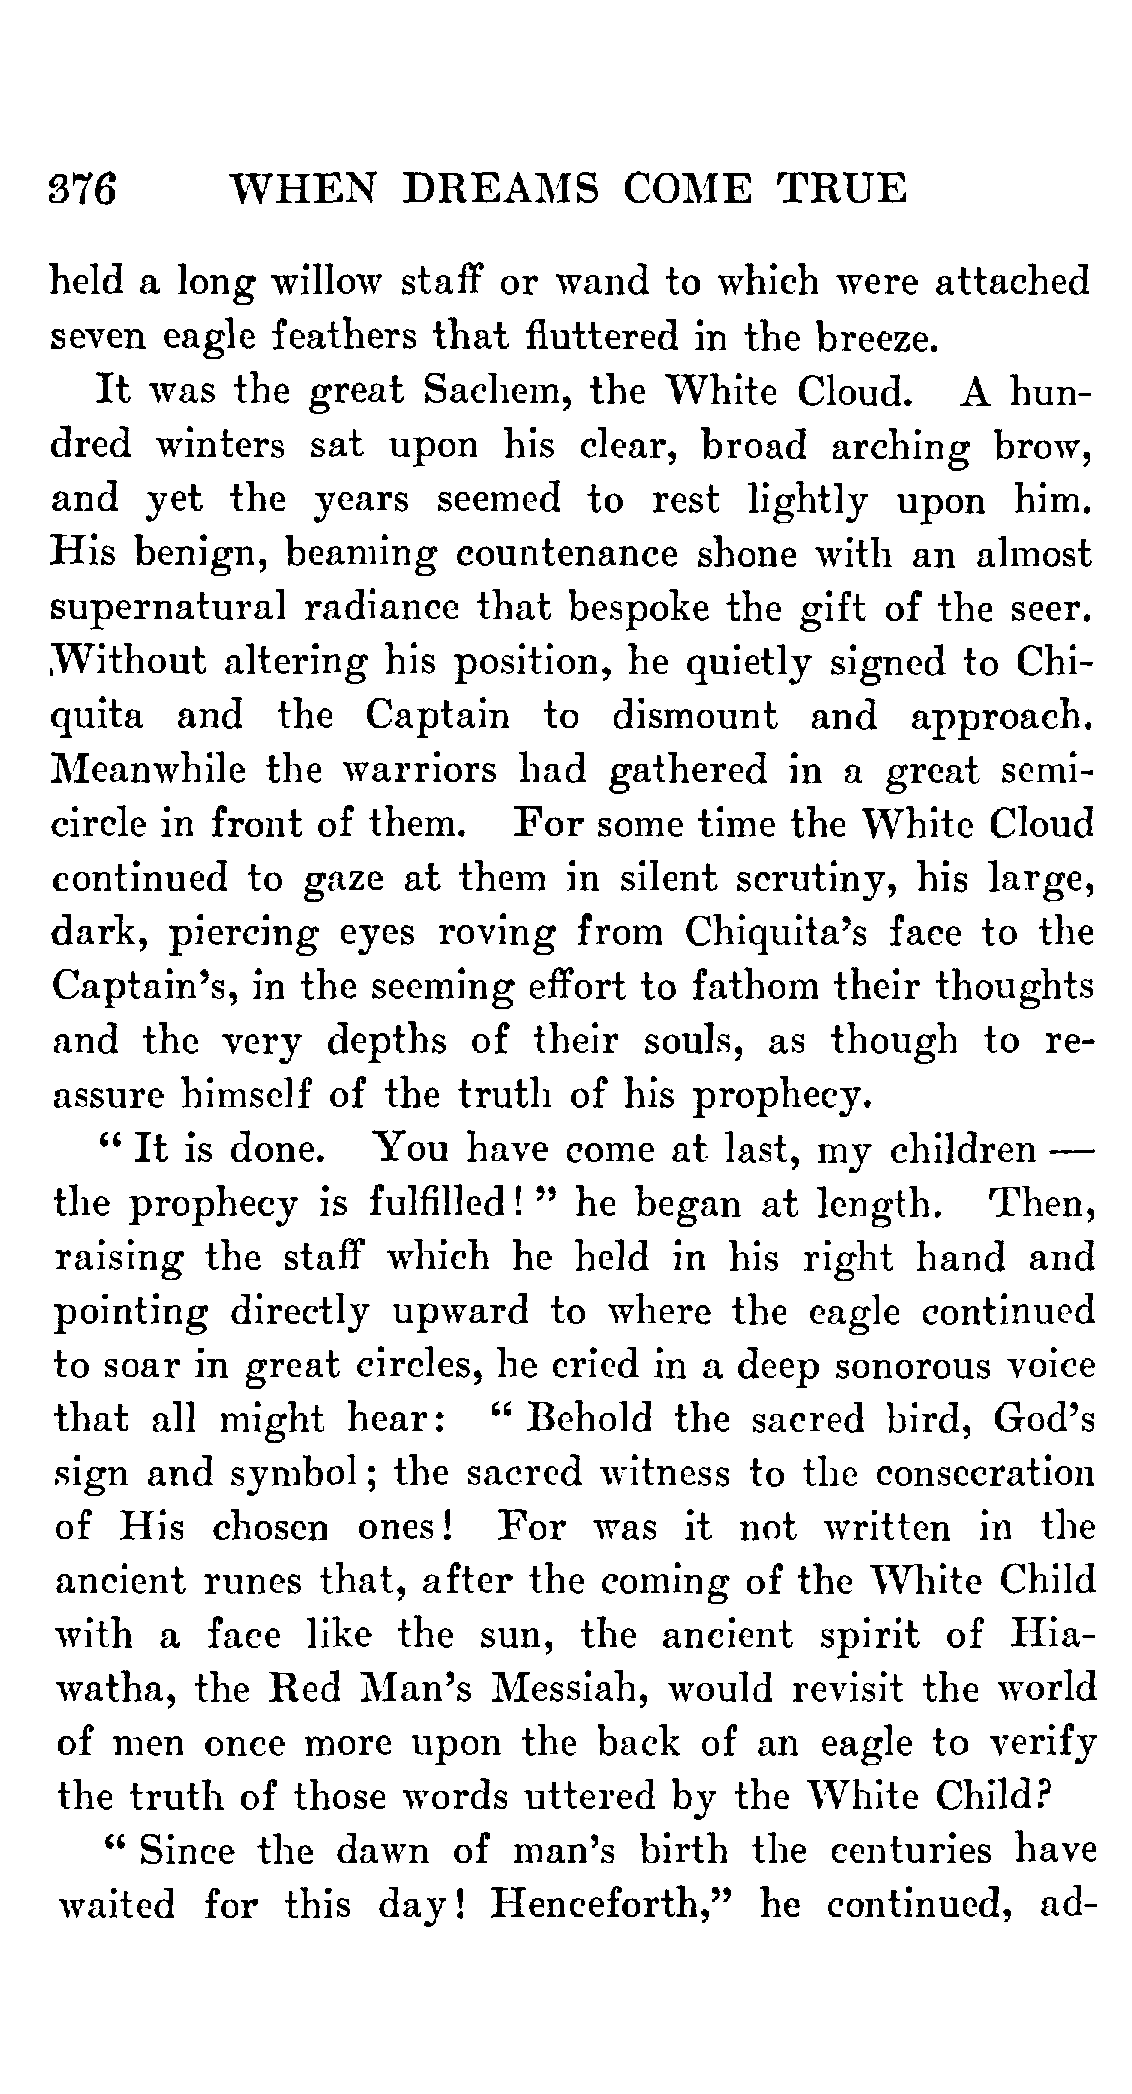 376 WHEN DREAMS COME TRUE
held a long willow staff or wand to which were attached
seven eagle feathers that fluttered in the breeze.
It was the great Sachem, the White Cloud. A hun-
dred winters sat upon his clear, broad arching brow,
and yet the years seemed to rest lightly upon him.
His benign, beaming countenance shone with an almost
supernatural radiance that bespoke the gift of the seer.
Without altering his position, he quietly signed to Chi-
quita and the Captain to dismount and approach.
Meanwhile the warriors had gathered in a great semi-
circle in front of them. For some time the White Cloud
continued to gaze at them in silent scrutiny, his large,
dark, piercing eyes roving from Chiquita's face to the
Captain's, in the seeming effort to fathom their thoughts
and the very depths of their souls, as though to re-
assure himself of the truth of his prophecy.
“ It is done. You have come at last, my children —
the prophecy is fulfilled! ” he began at length. Then,
raising the staff which he held in his right hand and
pointing directly upward to where the eagle continued
to soar in great circles, he cried in a deep sonorous voice
that all might hear: “ Behold the sacred bird, God's
sign and symbol; the sacred witness to the consecration
of His chosen ones! For was it not written in the
ancient runes that, after the coming of the White Child
with a face like the sun, the ancient spirit of Hia-
watha, the Red Man's Messiah, would revisit the world
of men once more upon the back of an eagle to verify
the truth of those words uttered by the White Child?
“ Since the dawn of man's birth the centuries have
waited for this day! Henceforth,” he continued, ad-